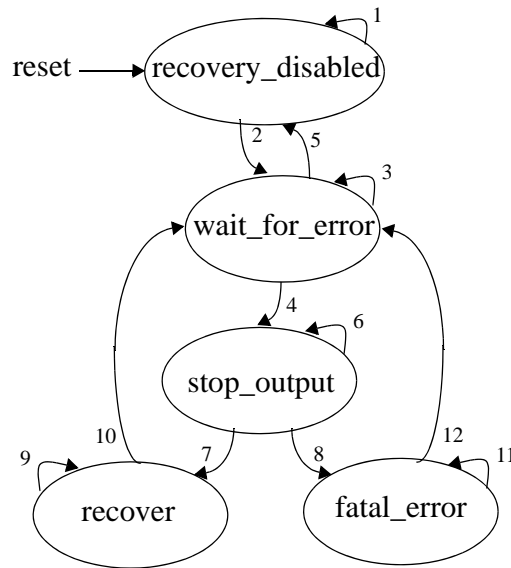 1
reset
recovery_disabled
2
5
3
wait_for_error
4
6
stop_output
10
7
8
12
9
11
recover
fatal_error